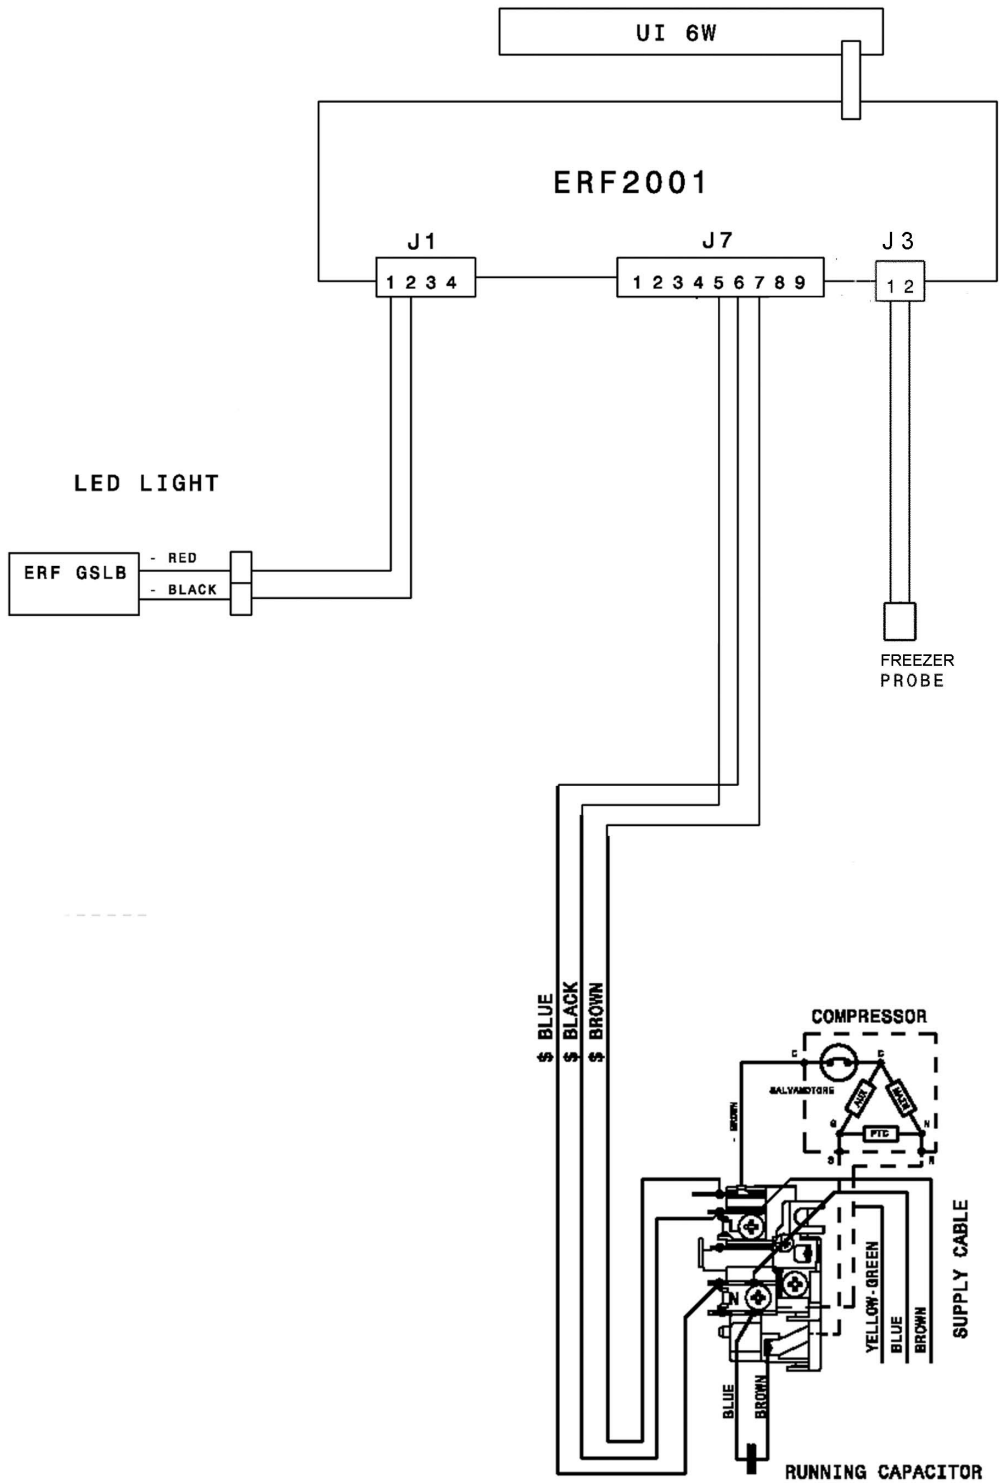 UI 6W
ERF2001
J1
J7
J3
1 2 3 4
1 2 3 4 5 6 7 8 9
1 2
LED LIGHT
ERF GSLB
- RED
- BLACK
FREEZER
PROBE
$ BLUE
$ BLACK
$ BROWN
COMPRESSOR
C
C
AUX
PTC
N
S
N
- BROWN
N
YELLOW-GREEN
BLUE
BROWN
SUPPLY CABLE
BLUE
BROWN
RUNNING CAPACITOR